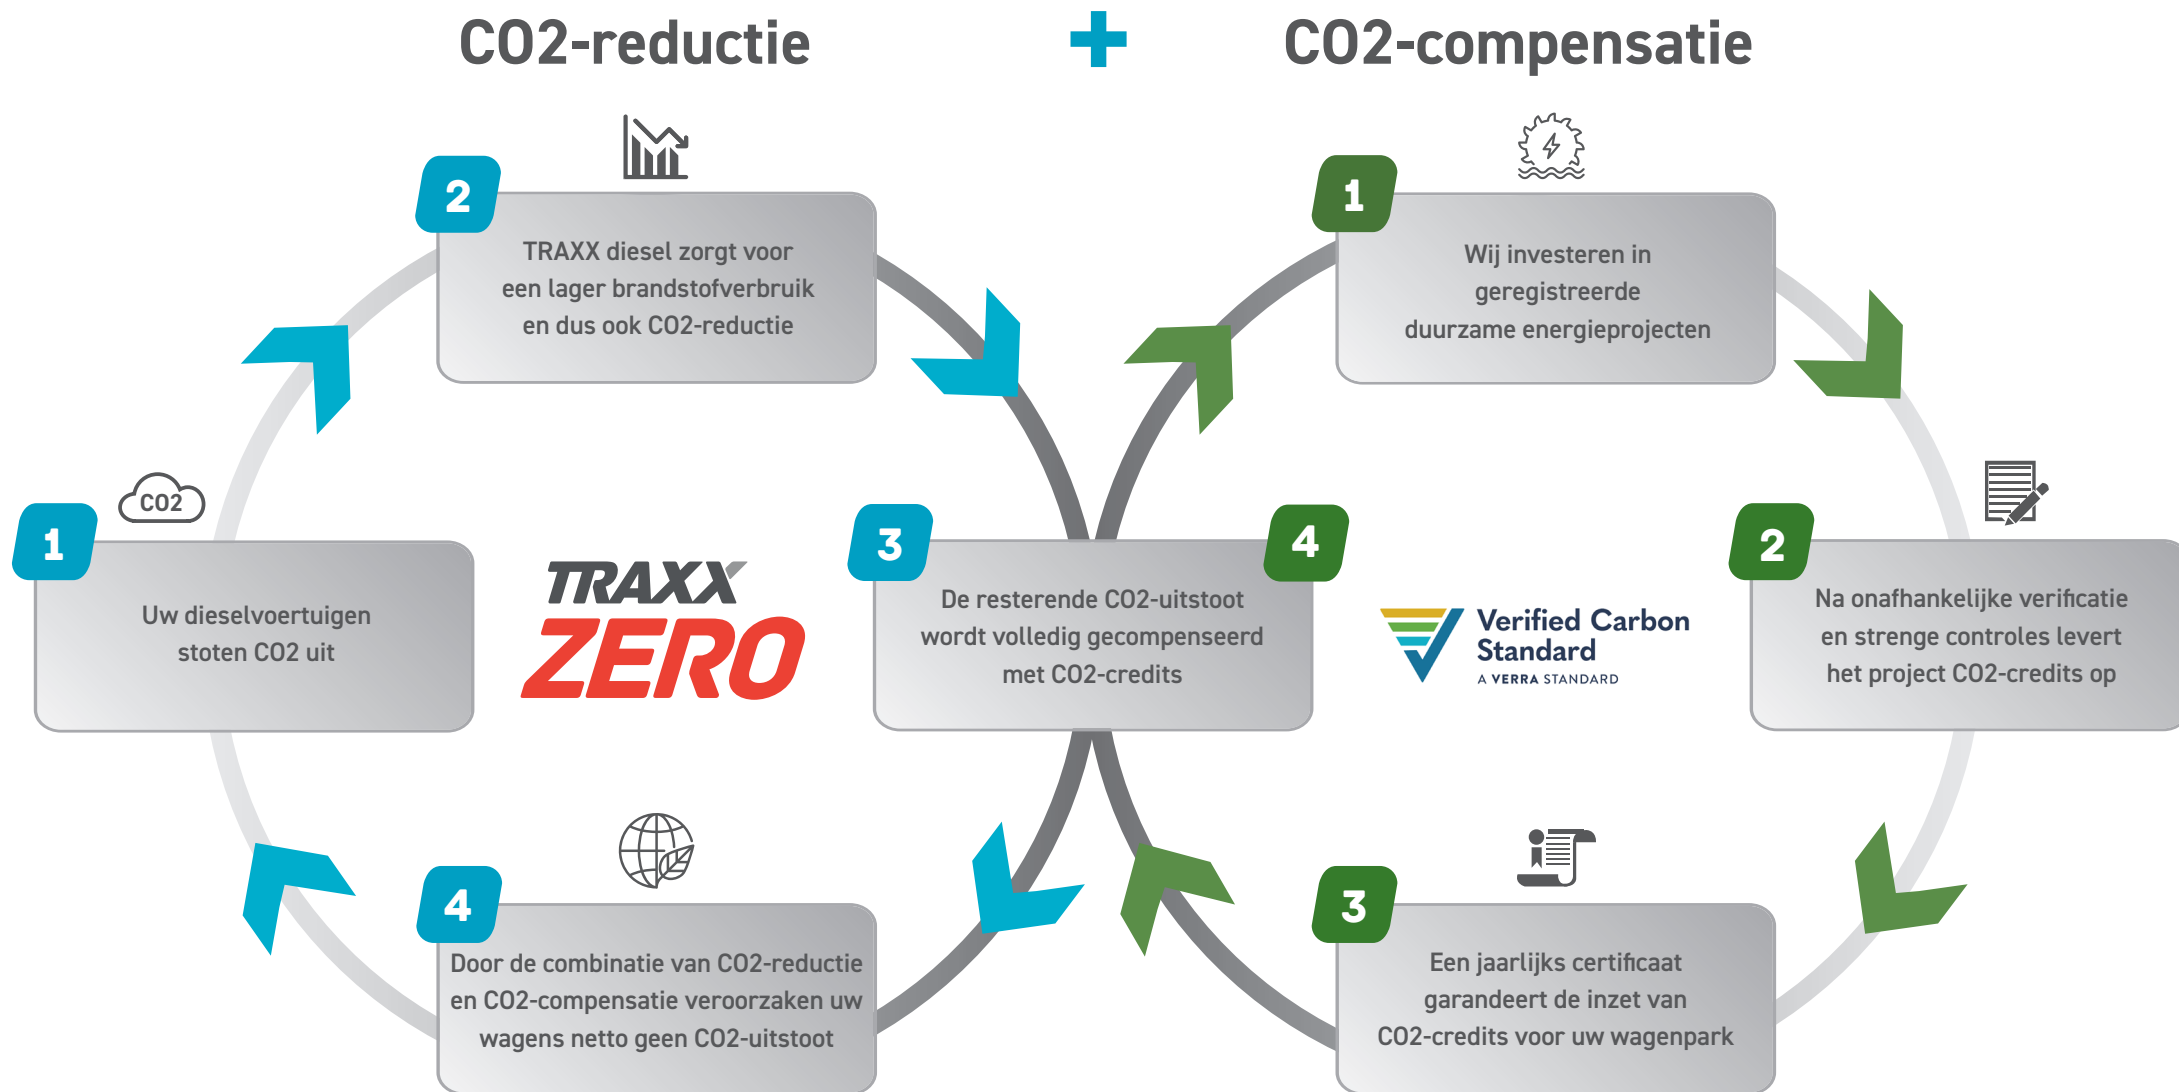 CO2-reductie
+
CO2-compensatie
2
TRAXX diesel zorgt voor
een lager brandstofverbruik
en dus ook CO2-reductie
1
Wij investeren in
geregistreerde
duurzame energieprojecten
CO2
1
Uw dieselvoertuigen
stoten CO2 uit
TRAXX
ZERO
3
4
De resterende CO2-uitstoot
wordt volledig gecompenseerd
met CO2-credits
Verified Carbon
Standard
A VERRA STANDARD
2
Na onafhankelijke verificatie
en strenge controles levert
het project CO2-credits op
4
Door de combinatie van CO2-reductie
en CO2-compensatie veroorzaken uw
wagens netto geen CO2-uitstoot
3
Een jaarlijks certificaat
garandeert de inzet van
CO2-credits voor uw wagenpark